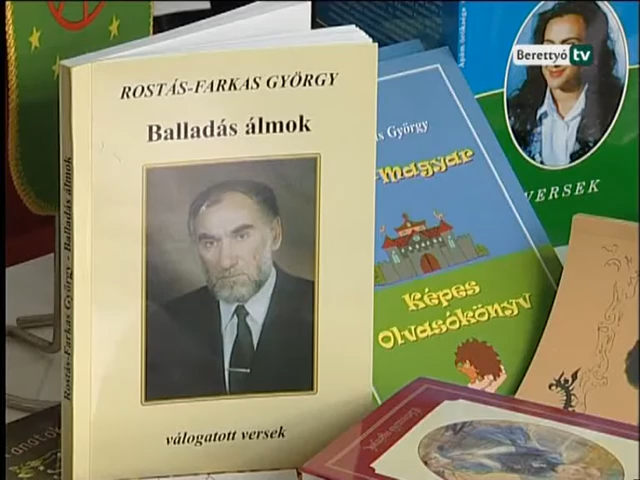 ROSTÁS-FARKAS GYÖRGY
Balladás álmok
válogatott versek
Rostás-Farkas György - Balladás álmok
György
Magyar
Képes
Olvasókönyv
VERSEK
Berettyó tv